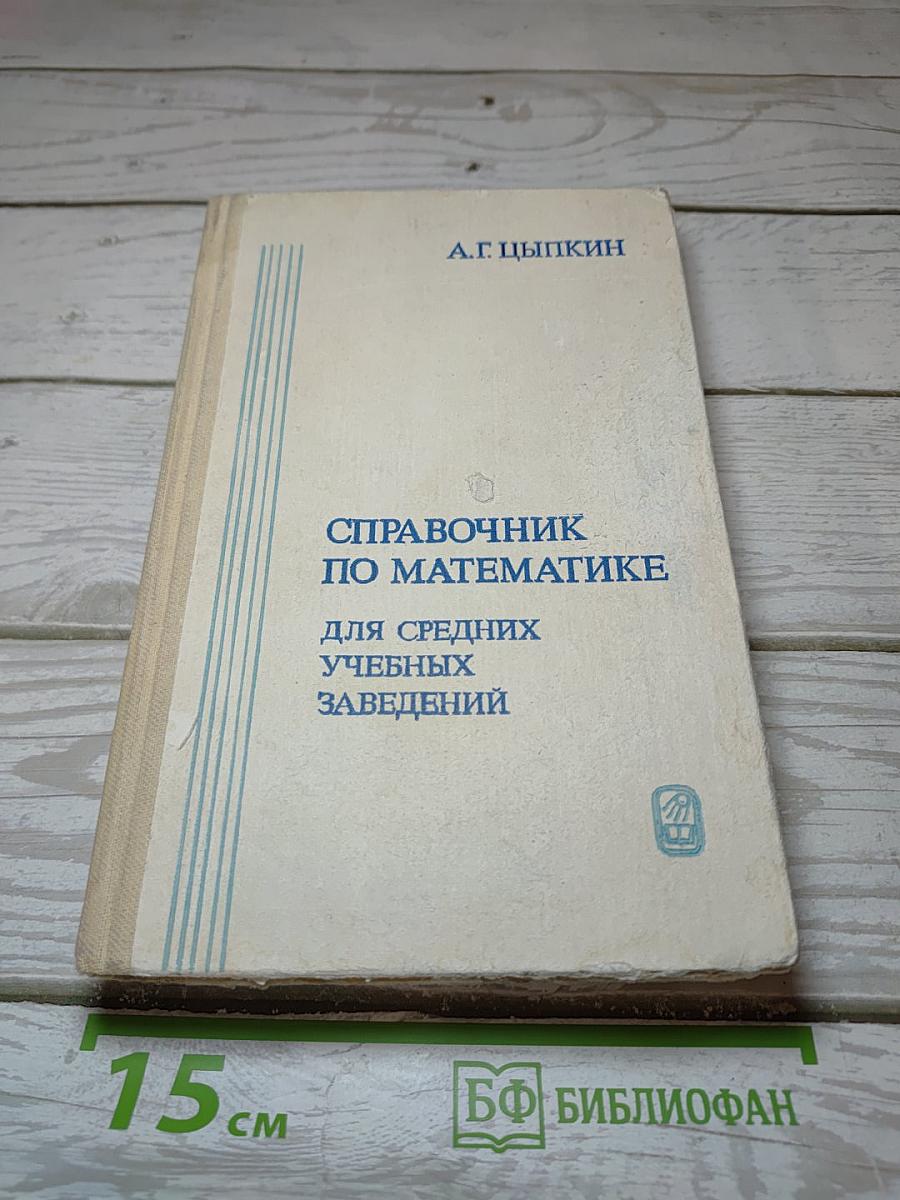 А.Г. ЦЫПКИН
СПРАВОЧНИК
ПО МАТЕМАТИКЕ
ДЛЯ СРЕДНИХ
УЧЕБНЫХ
ЗАВЕДЕНИЙ
15 см
БФ БИБЛИОФАН